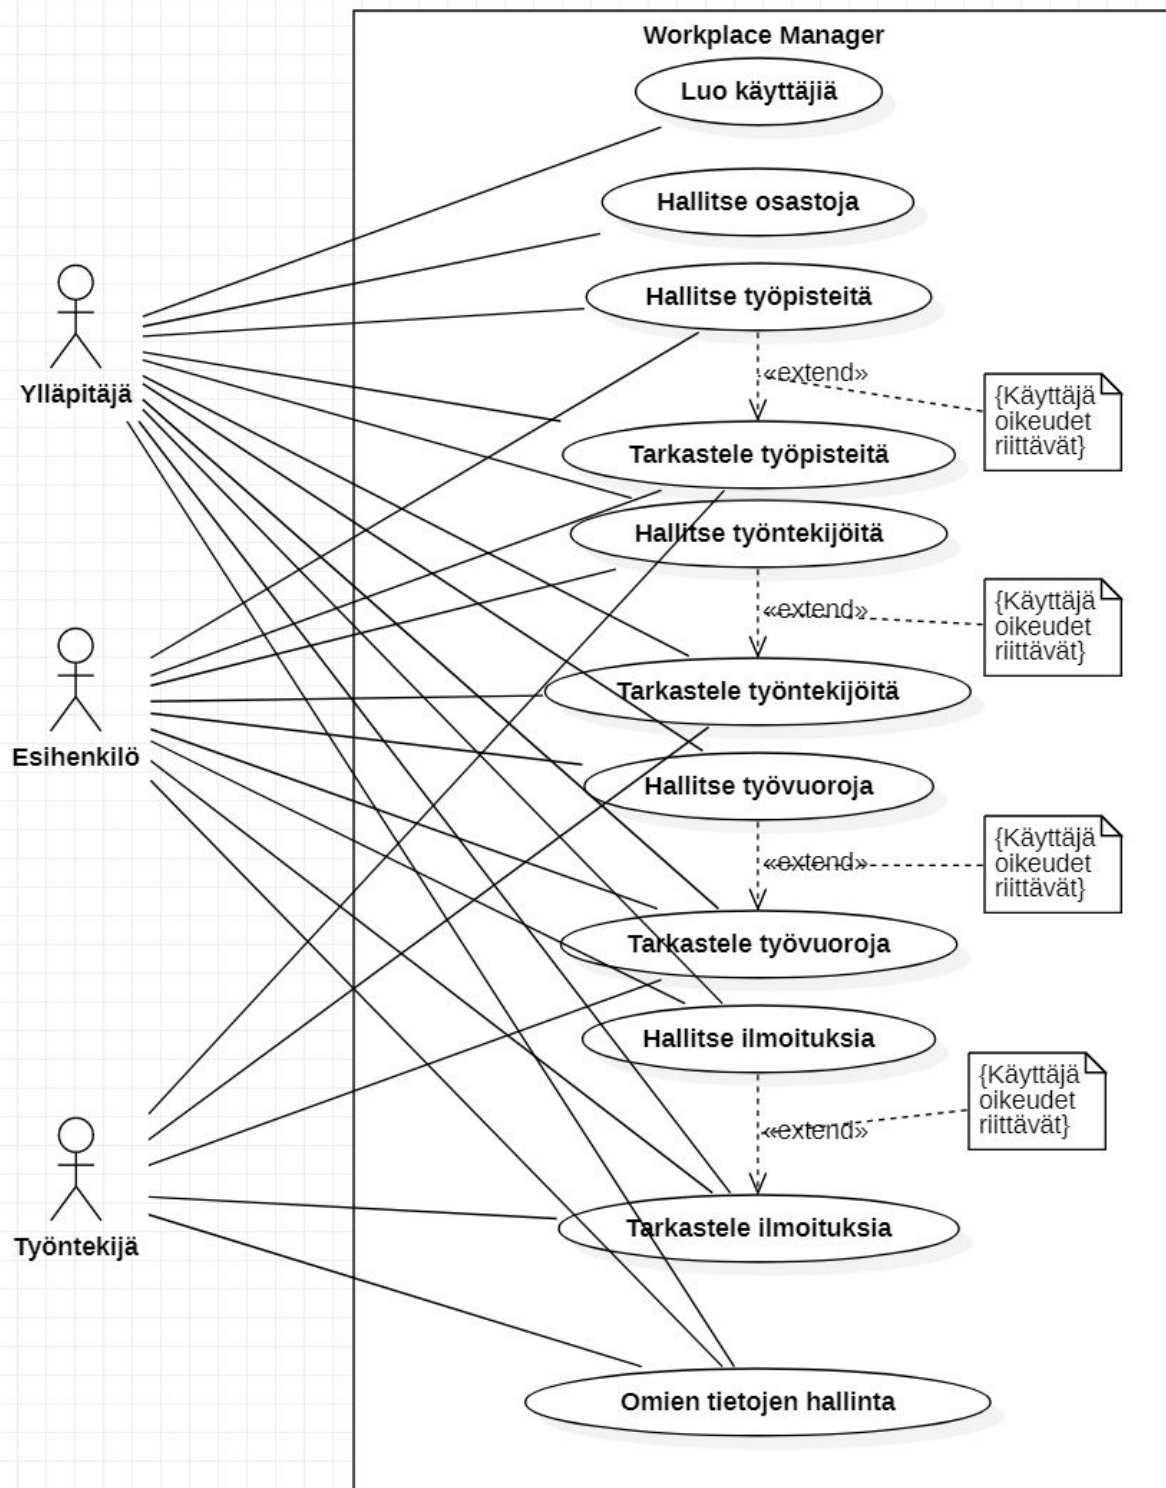 Workplace Manager
Luo käyttäjiä
Hallitse osastoja
Hallitse työpisteitä
Ylläpitäjä
«extend»
{Käyttäjä
oikeudet
riittävät}
Tarkastele työpisteitä
Hallitse työntekijöitä
«extend»
{Käyttäjä
oikeudet
riittävät}
Tarkastele työntekijöitä
Esihenkilö
Hallitse työvuoroja
«extend»
{Käyttäjä
oikeudet
riittävät}
Tarkastele työvuoroja
Hallitse ilmoituksia
«extend»
{Käyttäjä
oikeudet
riittävät}
Tarkastele ilmoituksia
Työntekijä
Omien tietojen hallinta